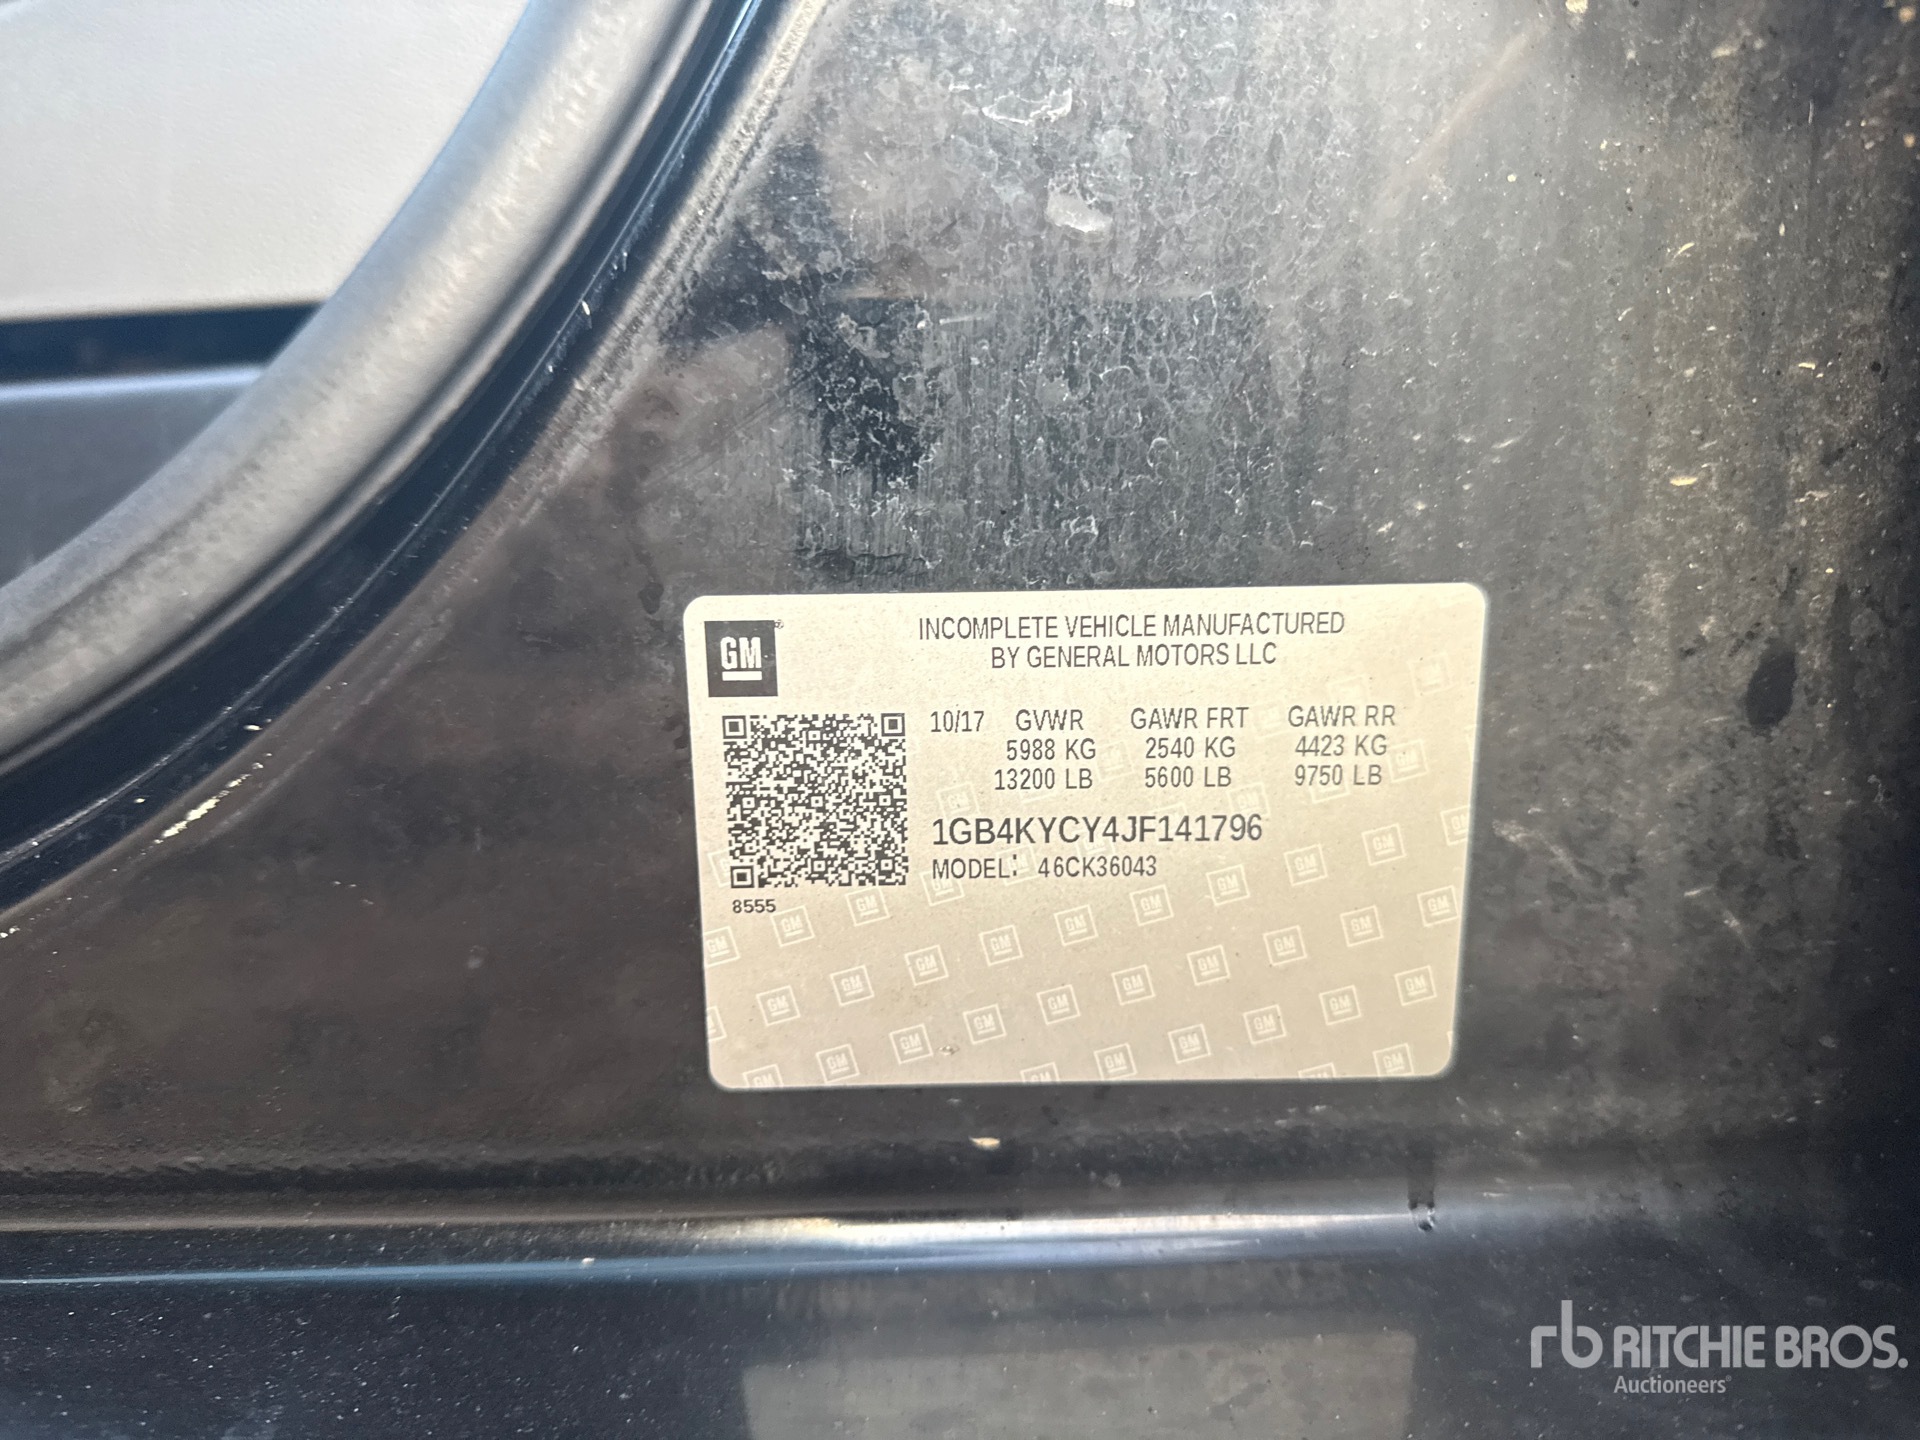 GM®
INCOMPLETE VEHICLE MANUFACTURED
BY GENERAL MOTORS LLC
10/17 GVWR GAWR FRT GAWR RR
5988 KG 2540 KG 4423 KG
13200 LB 5600 LB 9750 LB
1GB4KYCY4JF141796
MODEL: 46CK36043
8555
rb RITCHIE BROS.
Auctioneers®